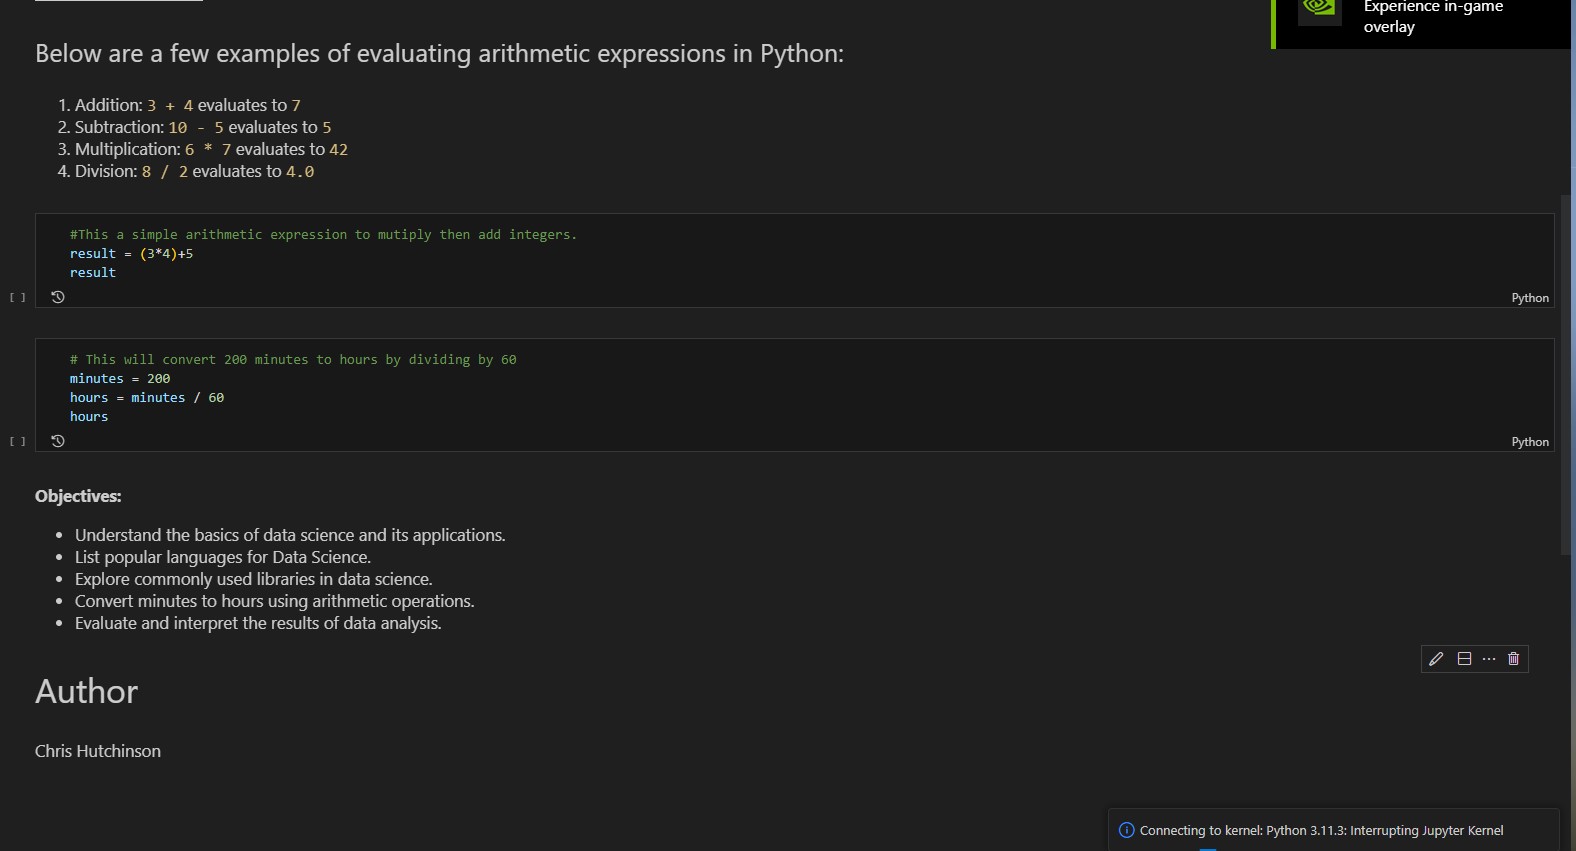 Experience in-game
overlay
Below are a few examples of evaluating arithmetic expressions in Python:
1. Addition: 3 + 4 evaluates to 7
2. Subtraction: 10 - 5 evaluates to 5
3. Multiplication: 6 * 7 evaluates to 42
4. Division: 8 / 2 evaluates to 4.0
#This a simple arithmetic expression to mutiply then add integers.
result = (3*4)+5
result
[ ]
Python
# This will convert 200 minutes to hours by dividing by 60
minutes = 200
hours = minutes / 60
hours
[ ]
Python
Objectives:
• Understand the basics of data science and its applications.
• List popular languages for Data Science.
• Explore commonly used libraries in data science.
• Convert minutes to hours using arithmetic operations.
• Evaluate and interpret the results of data analysis.
Author
Chris Hutchinson
Connecting to kernel: Python 3.11.3: Interrupting Jupyter Kernel